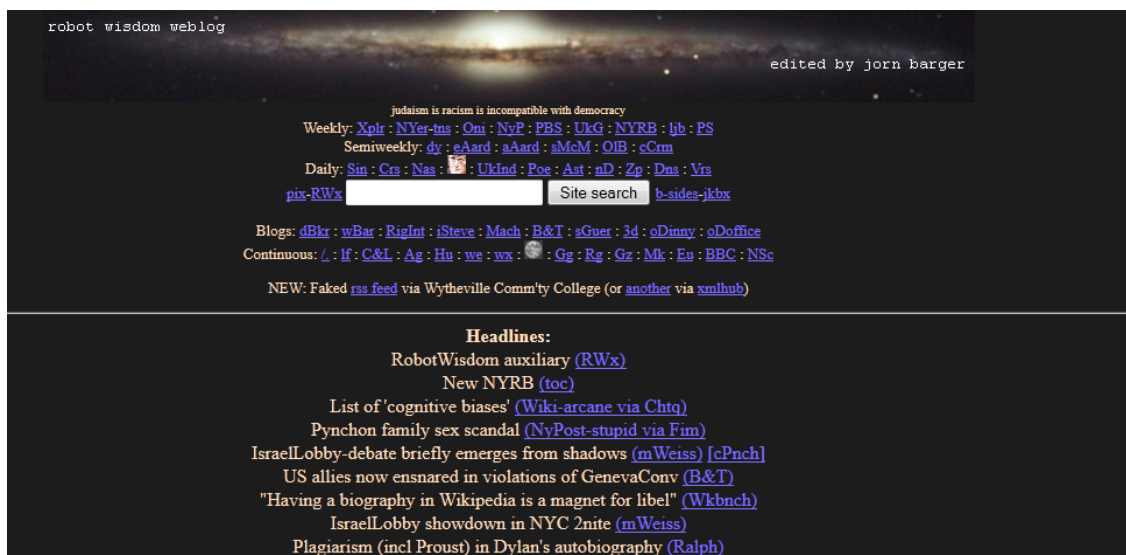 robot wisdom weblog
edited by jorn barger
judaism is racism is incompatible with democracy
Weekly: Xplr : NYer-tns : Oni : NyP : PBS : UkG : NYRB : ljb : PS
Semiweekly: dy : eAard : aAard : sMcM : OlB : cCrm
Daily: Sin : Crs : Nas : : UkInd : Poe : Ast : nD : Zp : Dns : Vrs
pix-RWx Site search b-sides-jkbx
Blogs: dBkr : wBar : RigInt : iSteve : Mach : B&T : sGuer : 3d : oDinny : oDoffice
Continuous: /. : lf : C&L : Ag : Hu : we : wx : : Gg : Rg : Gz : Mk : Eu : BBC : NSc
NEW: Faked rss feed via Wytheville Comm'ty College (or another via xmlhub)
Headlines:
RobotWisdom auxiliary (RWx)
New NYRB (toc)
List of 'cognitive biases' (Wiki-arcane via Chtq)
Pynchon family sex scandal (NyPost-stupid via Fim)
IsraelLobby-debate briefly emerges from shadows (mWeiss) [cPnch]
US allies now ensnared in violations of GenevaConv (B&T)
"Having a biography in Wikipedia is a magnet for libel" (Wkbnch)
IsraelLobby showdown in NYC 2nite (mWeiss)
Plagiarism (incl Proust) in Dylan's autobiography (Ralph)